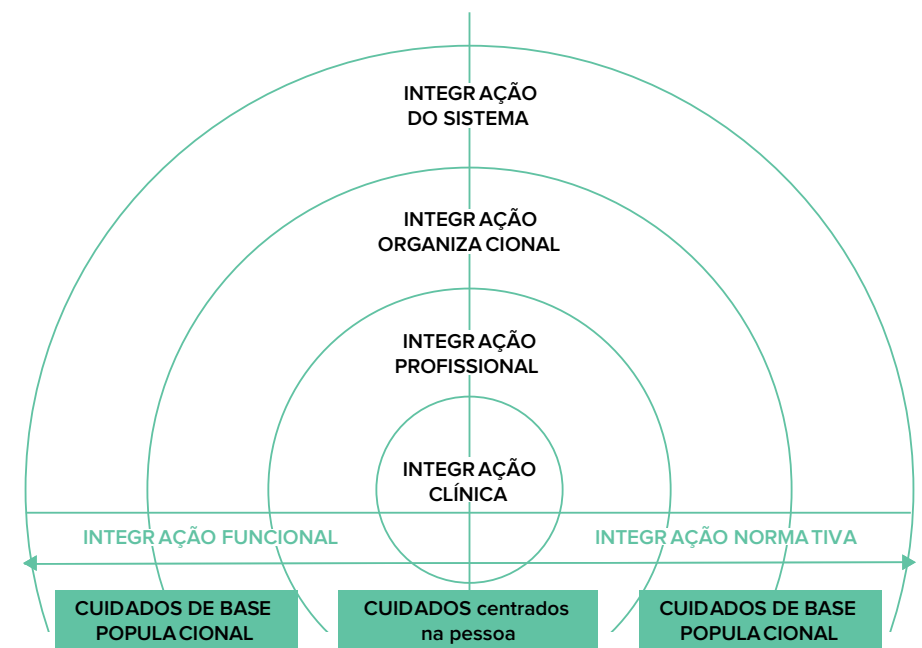 INTEGRAÇÃO
DO SISTEMA
INTEGRAÇÃO
ORGANIZACIONAL
INTEGRAÇÃO
PROFISSIONAL
INTEGRAÇÃO
CLÍNICA
INTEGRAÇÃO FUNCIONAL
INTEGRAÇÃO NORMATIVA
CUIDADOS DE BASE
POPULACIONAL
CUIDADOS centrados
na pessoa
CUIDADOS DE BASE
POPULACIONAL